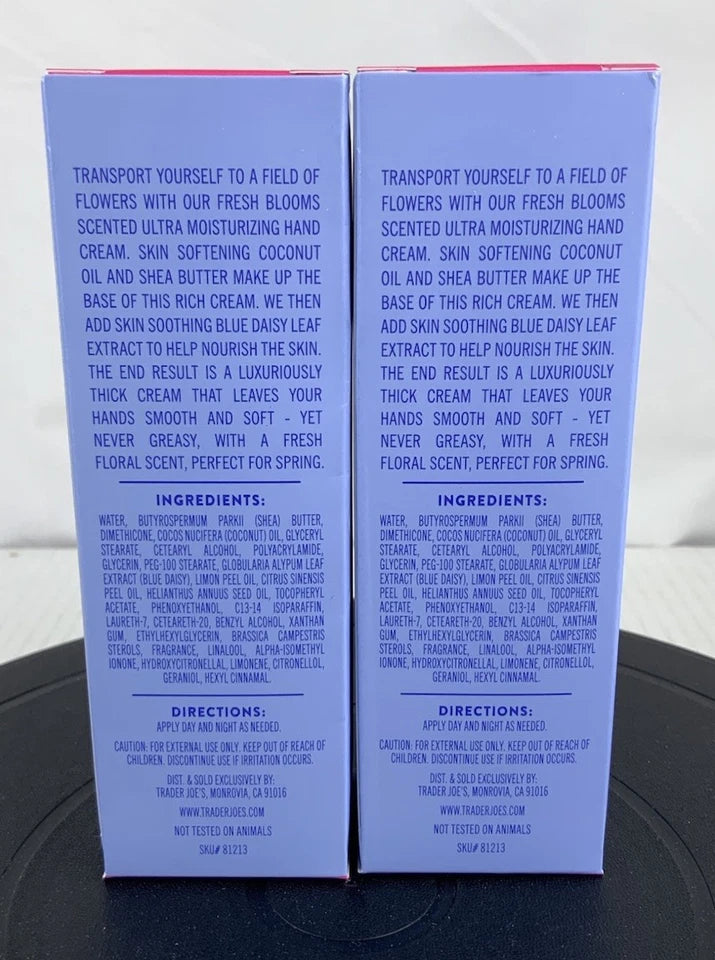 TRANSPORT YOURSELF TO A FIELD OF
FLOWERS WITH OUR FRESH BLOOMS
SCENTED ULTRA MOISTURIZING HAND
CREAM. SKIN SOFTENING COCONUT
OIL AND SHEA BUTTER MAKE UP THE
BASE OF THIS RICH CREAM. WE THEN
ADD SKIN SOOTHING BLUE DAISY LEAF
EXTRACT TO HELP NOURISH THE SKIN.
THE END RESULT IS A LUXURIOUSLY
THICK CREAM THAT LEAVES YOUR
HANDS SMOOTH AND SOFT - YET
NEVER GREASY, WITH A FRESH
FLORAL SCENT, PERFECT FOR SPRING.
INGREDIENTS:
WATER, BUTYROSPERMUM PARKII (SHEA) BUTTER,
DIMETHICONE, COCOS NUCIFERA (COCONUT) OIL, GLYCERYL
STEARATE, CETEARYL ALCOHOL, POLYACRYLAMIDE,
GLYCERIN, PEG-100 STEARATE, GLOBULARIA ALYPUM LEAF
EXTRACT (BLUE DAISY), LIMON PEEL OIL, CITRUS SINENSIS
PEEL OIL, HELIANTHUS ANNUUS SEED OIL, TOCOPHERYL
ACETATE, PHENOXYETHANOL, C13-14 ISOPARAFFIN,
LAURETH-7, CETEARETH-20, BENZYL ALCOHOL, XANTHAN
GUM, ETHYLHEXYLGLYCERIN, BRASSICA CAMPESTRIS
STEROLS, FRAGRANCE, LINALOOL, ALPHA-ISOMETHYL
IONONE, HYDROXYCITRONELLAL, LIMONENE, CITRONELLOL,
GERANIOL, HEXYL CINNAMAL.
DIRECTIONS:
APPLY DAY AND NIGHT AS NEEDED.
CAUTION: FOR EXTERNAL USE ONLY. KEEP OUT OF REACH OF
CHILDREN. DISCONTINUE USE IF IRRITATION OCCURS.
DIST. & SOLD EXCLUSIVELY BY:
TRADER JOE'S, MONROVIA, CA 91016
WWW.TRADERJOES.COM
NOT TESTED ON ANIMALS
SKU# 81213
TRANSPORT YOURSELF TO A FIELD OF
FLOWERS WITH OUR FRESH BLOOMS
SCENTED ULTRA MOISTURIZING HAND
CREAM. SKIN SOFTENING COCONUT
OIL AND SHEA BUTTER MAKE UP THE
BASE OF THIS RICH CREAM. WE THEN
ADD SKIN SOOTHING BLUE DAISY LEAF
EXTRACT TO HELP NOURISH THE SKIN.
THE END RESULT IS A LUXURIOUSLY
THICK CREAM THAT LEAVES YOUR
HANDS SMOOTH AND SOFT - YET
NEVER GREASY, WITH A FRESH
FLORAL SCENT, PERFECT FOR SPRING.
INGREDIENTS:
WATER, BUTYROSPERMUM PARKII (SHEA) BUTTER,
DIMETHICONE, COCOS NUCIFERA (COCONUT) OIL, GLYCERYL
STEARATE, CETEARYL ALCOHOL, POLYACRYLAMIDE,
GLYCERIN, PEG-100 STEARATE, GLOBULARIA ALYPUM LEAF
EXTRACT (BLUE DAISY), LIMON PEEL OIL, CITRUS SINENSIS
PEEL OIL, HELIANTHUS ANNUUS SEED OIL, TOCOPHERYL
ACETATE, PHENOXYETHANOL, C13-14 ISOPARAFFIN,
LAURETH-7, CETEARETH-20, BENZYL ALCOHOL, XANTHAN
GUM, ETHYLHEXYLGLYCERIN, BRASSICA CAMPESTRIS
STEROLS, FRAGRANCE, LINALOOL, ALPHA-ISOMETHYL
IONONE, HYDROXYCITRONELLAL, LIMONENE, CITRONELLOL,
GERANIOL, HEXYL CINNAMAL.
DIRECTIONS:
APPLY DAY AND NIGHT AS NEEDED.
CAUTION: FOR EXTERNAL USE ONLY. KEEP OUT OF REACH OF
CHILDREN. DISCONTINUE USE IF IRRITATION OCCURS.
DIST. & SOLD EXCLUSIVELY BY:
TRADER JOE'S, MONROVIA, CA 91016
WWW.TRADERJOES.COM
NOT TESTED ON ANIMALS
SKU# 81213